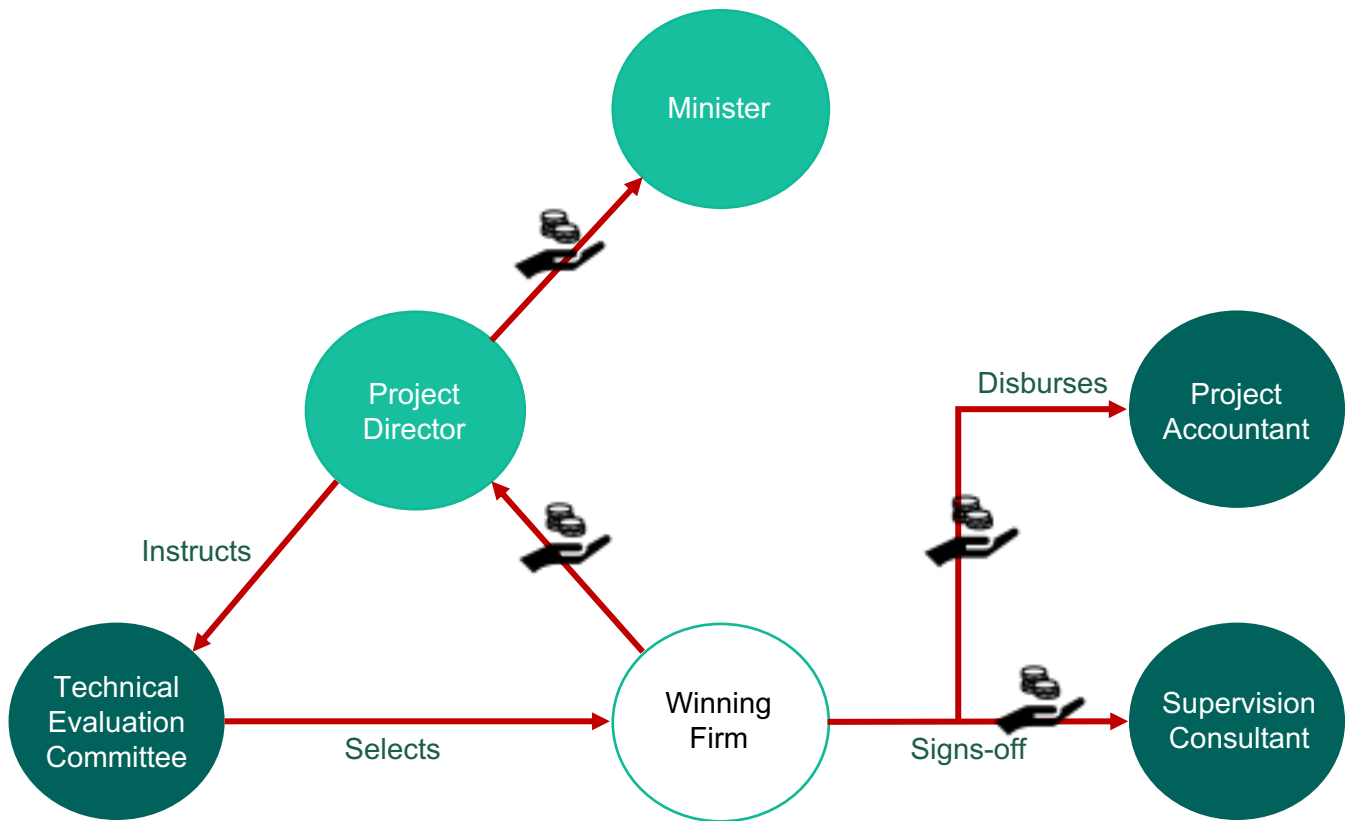 Minister
Project
Director
Disburses
Project
Accountant
Instructs
Technical
Evaluation
Committee
Selects
Winning
Firm
Signs-off
Supervision
Consultant